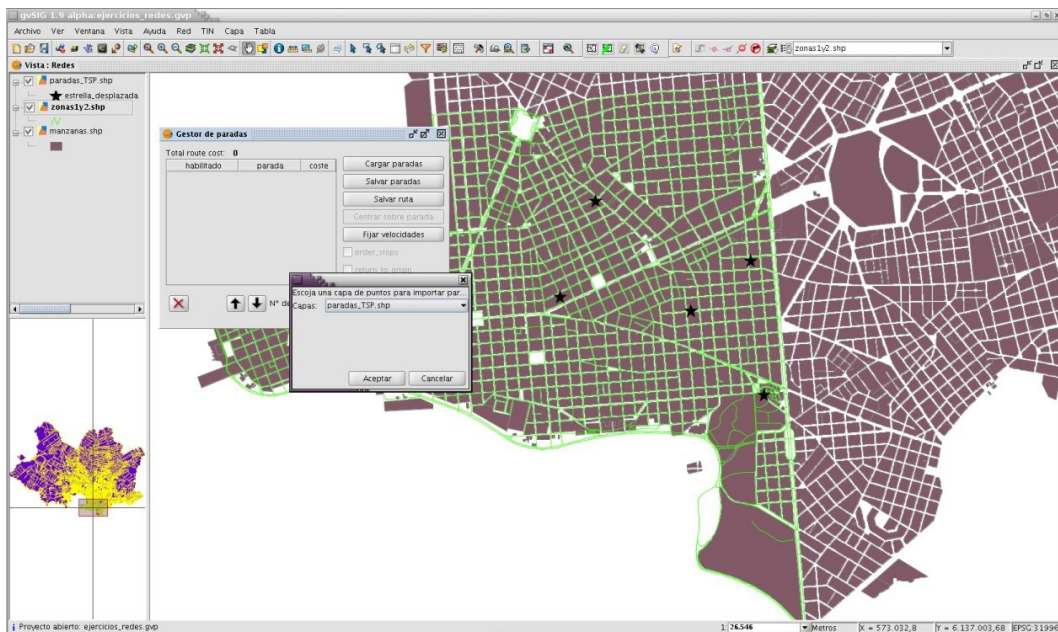 gvSIG 1.9 alpha:ejercicios_redes.gvp
Archivo Ver Ventana Vista Ayuda Red TIN Capa Tabla
zonas1y2.shp
Vista : Redes
paradas_TSP.shp
estrella_desplazada
zonas1y2.shp
manzanas.shp
Gestor de paradas
Total route cost: 0
habilitado parada coste
Cargar paradas
Salvar paradas
Salvar ruta
Centrar sobre parada
Fijar velocidades
order_stops
return_to_origin
N° de
Escoja una capa de puntos para importar par...
Capas: paradas_TSP.shp
Aceptar Cancelar
Proyecto abierto: ejercicios_redes.gvp
1: 26.546 Metros X = 573.032,8 Y = 6.137.003,68 EPSG:31996